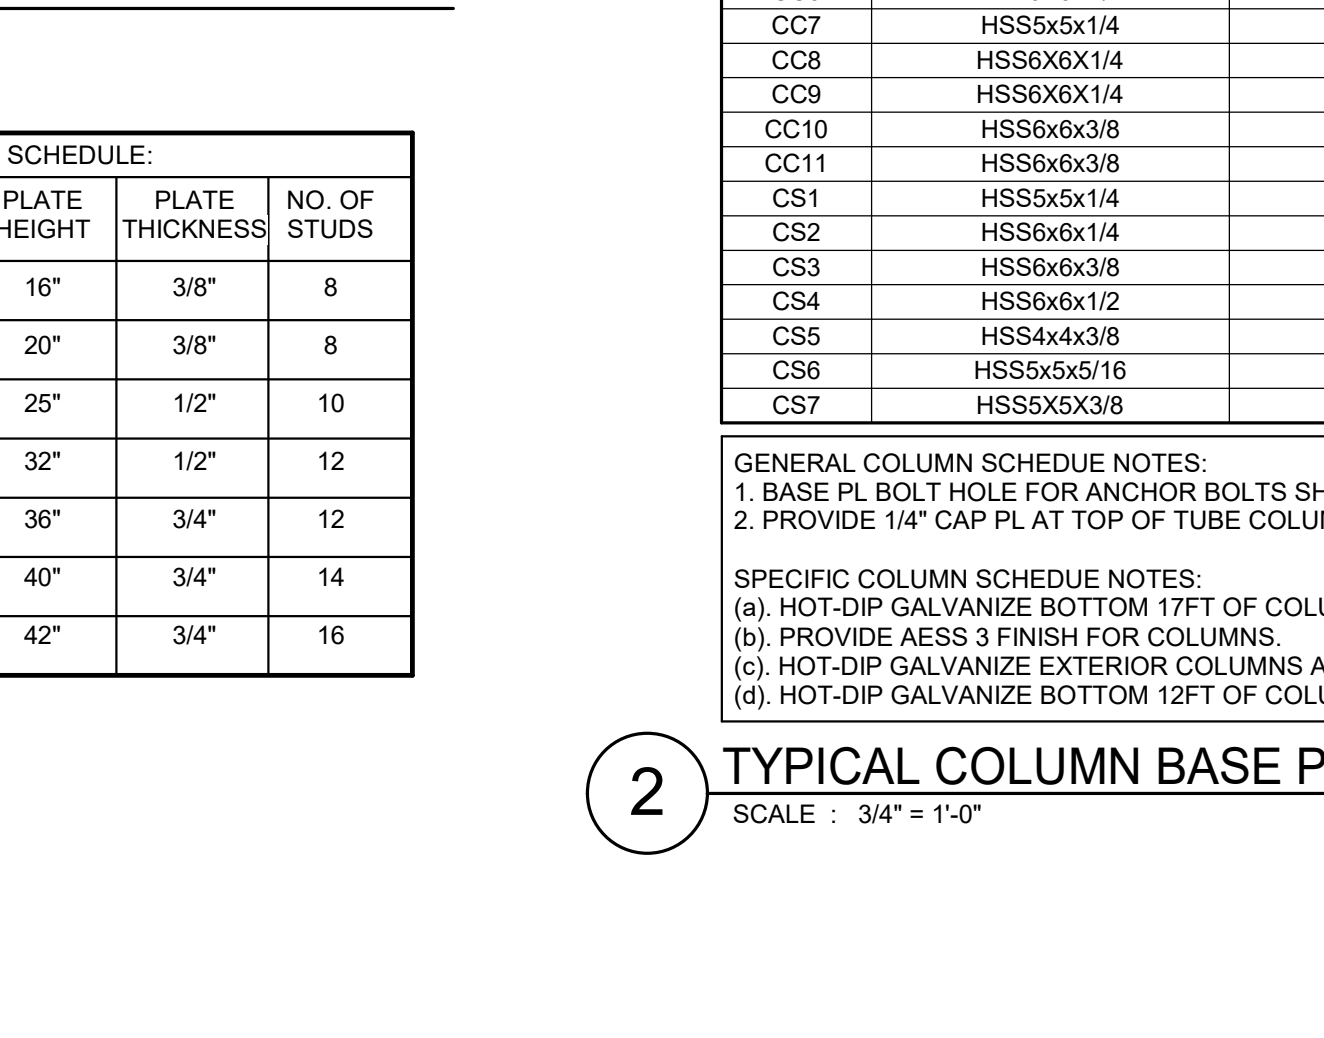 SCHEDULE:
PLATE PLATE NO. OF
HEIGHT THICKNESS STUDS
16" 3/8" 8
20" 3/8" 8
25" 1/2" 10
32" 1/2" 12
36" 3/4" 12
40" 3/4" 14
42" 3/4" 16
CC7 HSS5x5x1/4
CC8 HSS6X6X1/4
CC9 HSS6X6X1/4
CC10 HSS6x6x3/8
CC11 HSS6x6x3/8
CS1 HSS5x5x1/4
CS2 HSS6x6x1/4
CS3 HSS6x6x3/8
CS4 HSS6x6x1/2
CS5 HSS4x4x3/8
CS6 HSS5x5x5/16
CS7 HSS5X5X3/8
GENERAL COLUMN SCHEDUE NOTES:
1. BASE PL BOLT HOLE FOR ANCHOR BOLTS
2. PROVIDE 1/4" CAP PL AT TOP OF TUBE
SPECIFIC COLUMN SCHEDUE NOTES:
(a). HOT-DIP GALVANIZE BOTTOM 17FT OF
(b). PROVIDE AESS 3 FINISH FOR COLUMNS.
(c). HOT-DIP GALVANIZE EXTERIOR COLUMNS
(d). HOT-DIP GALVANIZE BOTTOM 12FT OF
2 TYPICAL COLUMN BASE
SCALE : 3/4" = 1'-0"